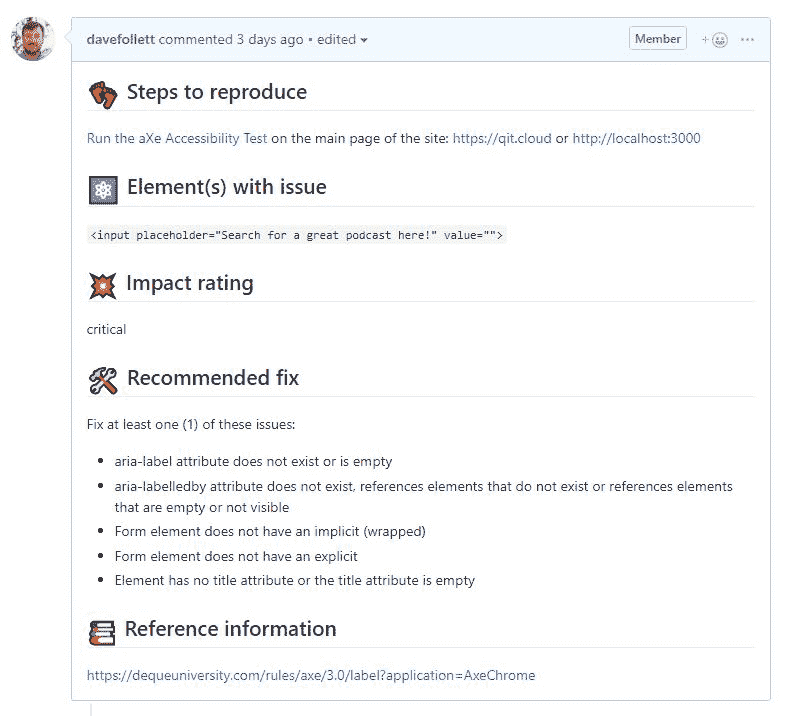 davefollett commented 3 days ago • edited
Member
Steps to reproduce
Run the aXe Accessibility Test on the main page of the site: https://qit.cloud or http://localhost:3000
Element(s) with issue
<input placeholder="Search for a great podcast here!" value="">
Impact rating
critical
Recommended fix
Fix at least one (1) of these issues:
• aria-label attribute does not exist or is empty
• aria-labelledby attribute does not exist, references elements that do not exist or references elements
that are empty or not visible
• Form element does not have an implicit (wrapped)
• Form element does not have an explicit
• Element has no title attribute or the title attribute is empty
Reference information
https://dequeuniversity.com/rules/axe/3.0/label?application=AxeChrome